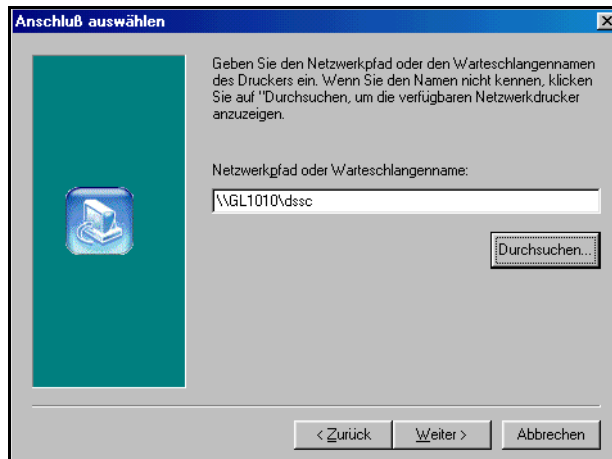 Anschluß auswählen
Geben Sie den Netzwerkpfad oder den Warteschlangennamen
des Druckers ein. Wenn Sie den Namen nicht kennen, klicken
Sie auf "Durchsuchen, um die verfügbaren Netzwerkdrucker
anzuzeigen.
Netzwerkpfad oder Warteschlangenname:
\\GL1010\dssc
Durchsuchen...
< Zurück
Weiter >
Abbrechen